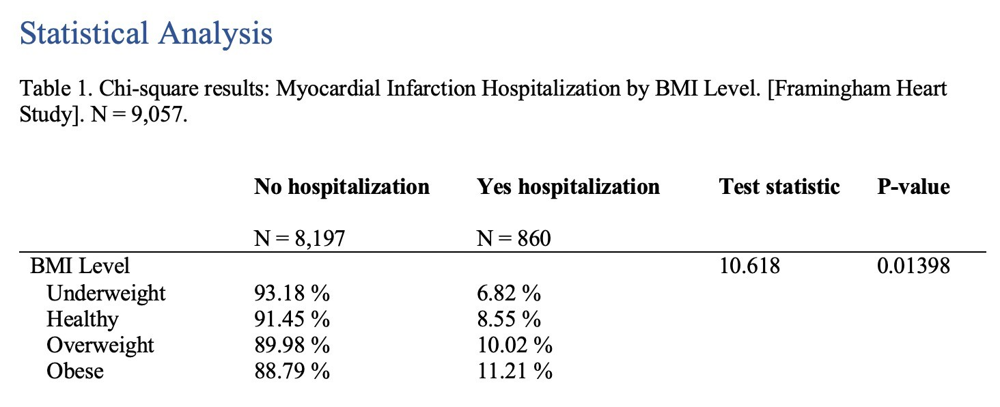 Statistical Analysis
Table 1. Chi-square results: Myocardial Infarction Hospitalization by BMI Level. [Framingham Heart
Study]. N = 9,057.
No hospitalization Yes hospitalization Test statistic P-value
N = 8,197 N = 860
BMI Level 10.618 0.01398
Underweight 93.18 % 6.82 %
Healthy 91.45 % 8.55 %
Overweight 89.98 % 10.02 %
Obese 88.79 % 11.21 %